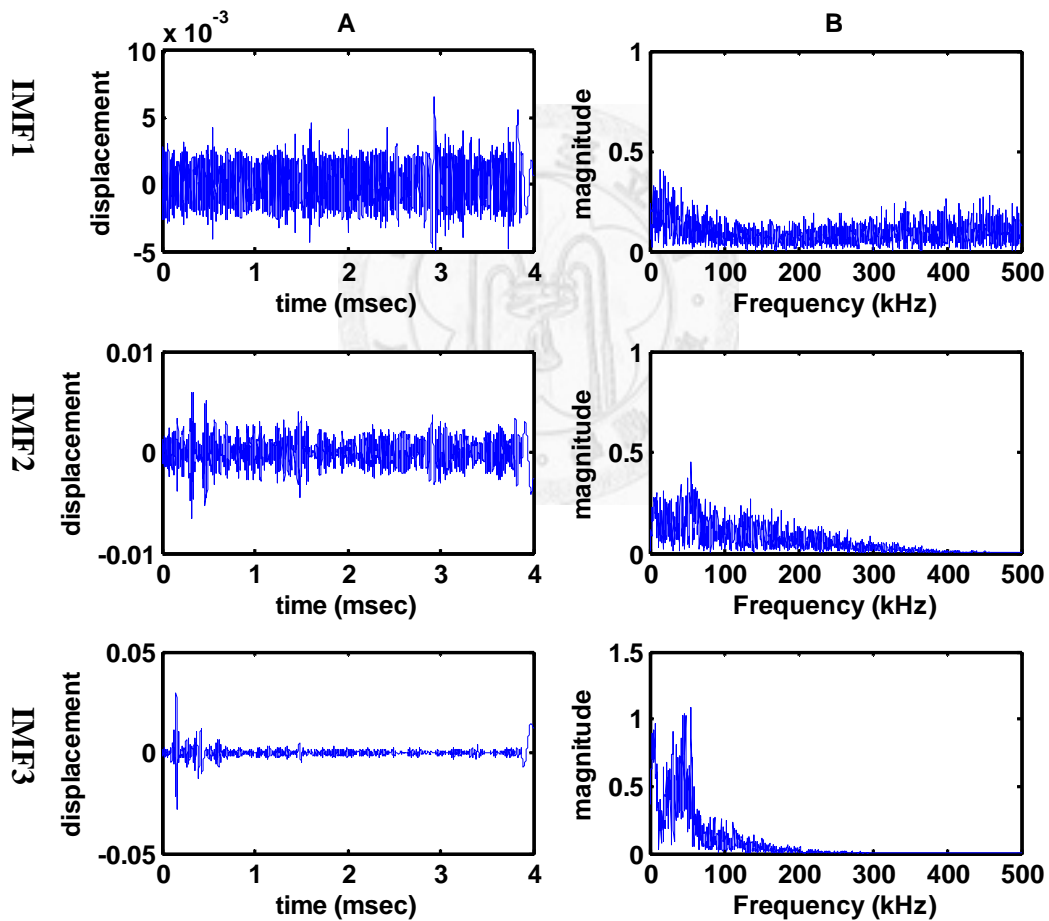 A
B
IMF1
x 10^-3
displacement
10
5
0
-5
0 1 2 3 4
time (msec)
magnitude
1
0.5
0
0 100 200 300 400 500
Frequency (kHz)
IMF2
displacement
0.01
0
-0.01
0 1 2 3 4
time (msec)
magnitude
1
0.5
0
0 100 200 300 400 500
Frequency (kHz)
IMF3
displacement
0.05
0
-0.05
0 1 2 3 4
time (msec)
magnitude
1.5
1
0.5
0
0 100 200 300 400 500
Frequency (kHz)